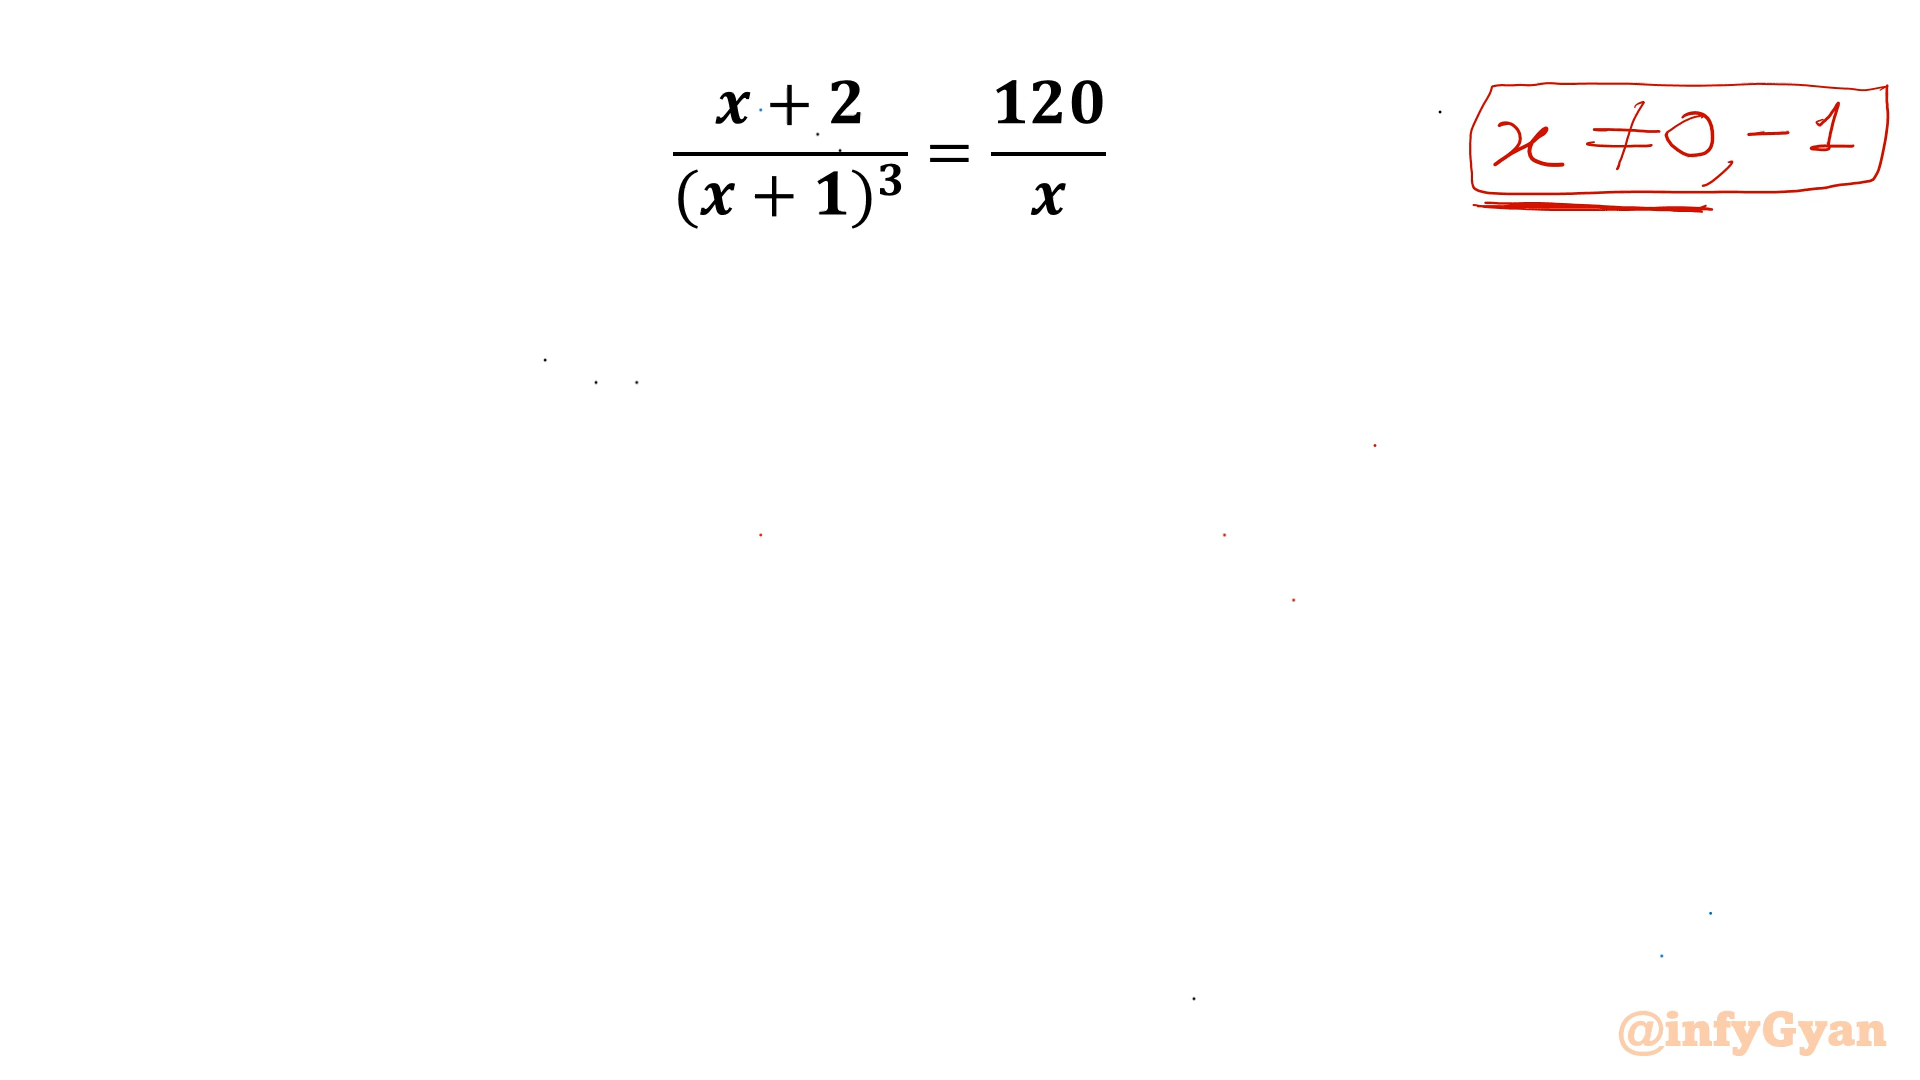 x + 2 / (x + 1)³ = 120 / x
x ≠ 0, -1
@infyGyan